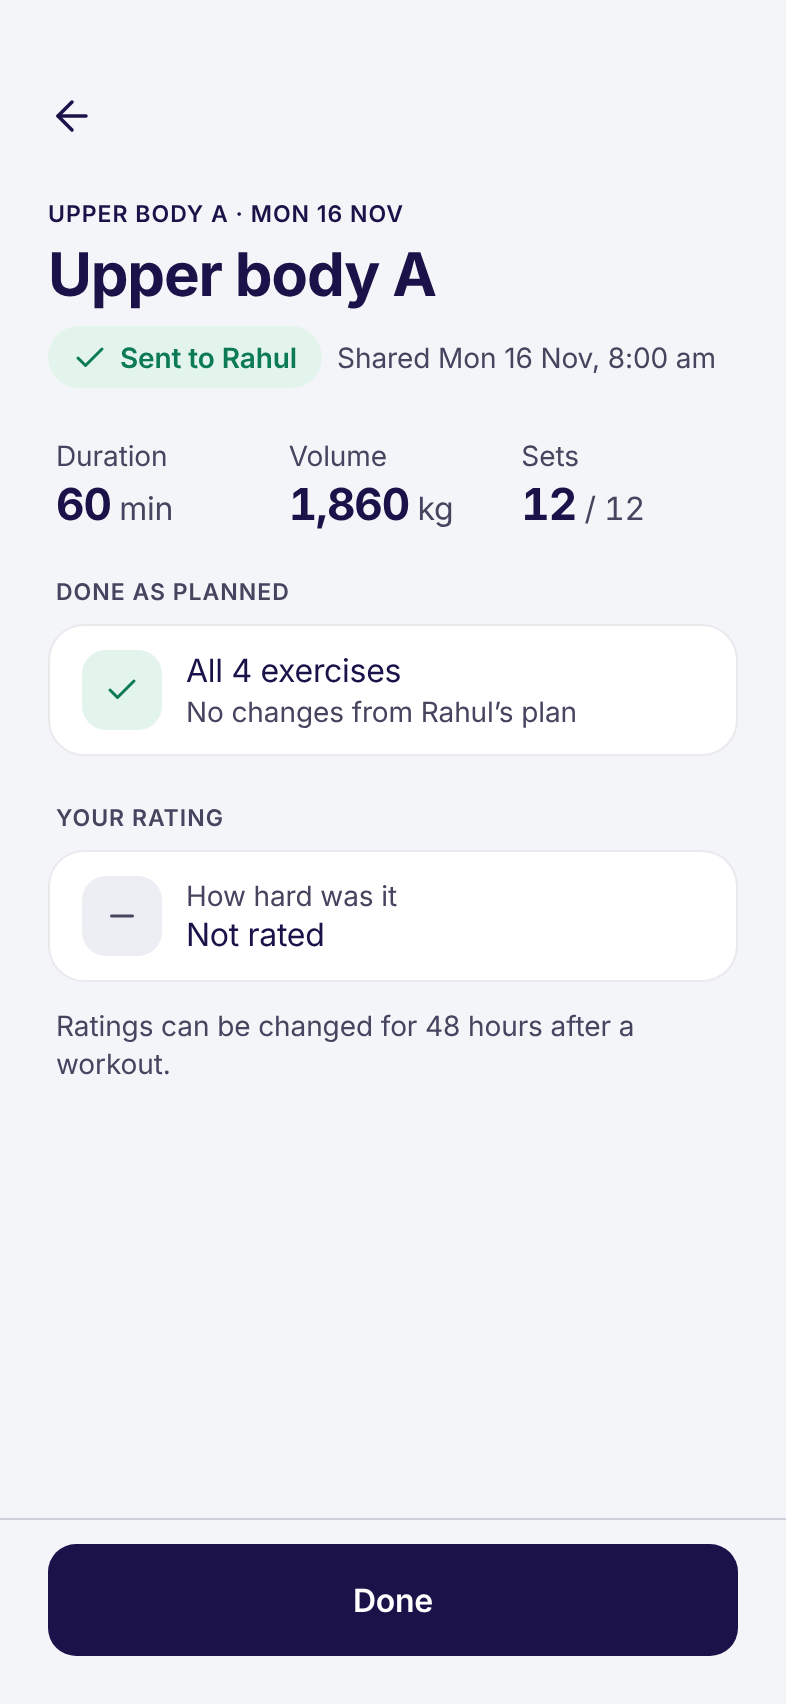 UPPER BODY A · MON 16 NOV
Upper body A
Sent to Rahul Shared Mon 16 Nov, 8:00 am
Duration Volume Sets
60 min 1,860 kg 12 / 12
DONE AS PLANNED
All 4 exercises
No changes from Rahul’s plan
YOUR RATING
How hard was it
Not rated
Ratings can be changed for 48 hours after a
workout.
Done